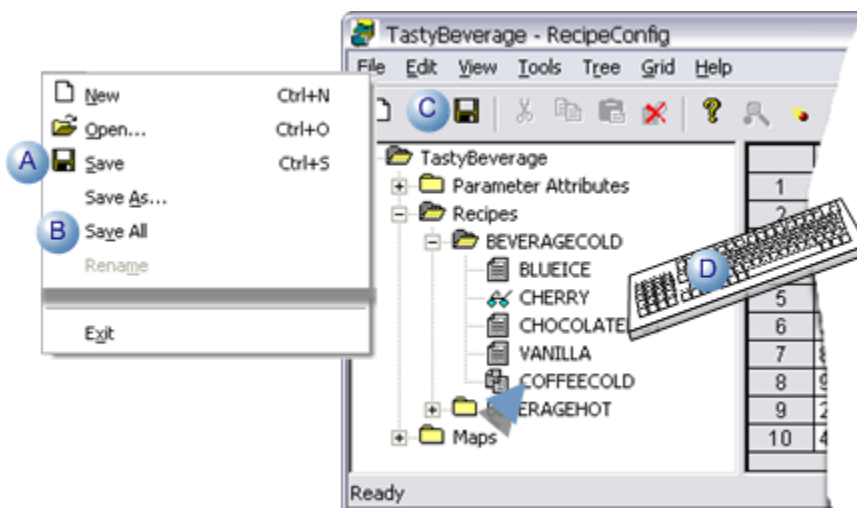 TastyBeverage - RecipeConfig
File Edit View Tools Tree Grid Help
New Ctrl+N
Open... Ctrl+O
A Save Ctrl+S
Save As...
B Save All
Rename
Exit
C
TastyBeverage
Parameter Attributes
Recipes
BEVERAGECOLD
BLUEICE
CHERRY
CHOCOLATE
VANILLA
COFFEECOLD
ERAGEHOT
Maps
D
1
2
5
6
7
8
9
10
Ready